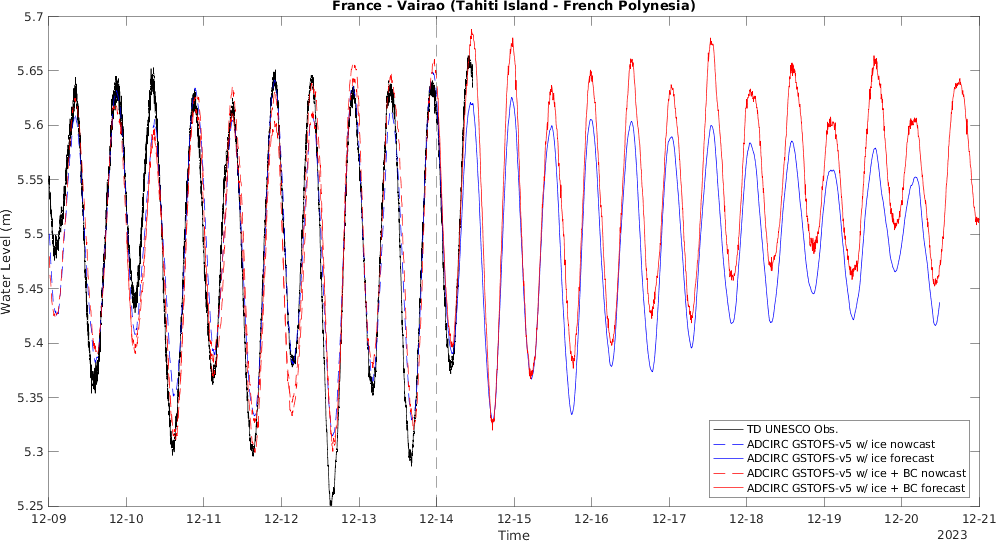 France - Vairao (Tahiti Island - French Polynesia)
5.7
5.65
5.6
5.55
5.5
5.45
5.4
5.35
5.3
5.25
Water Level (m)
TD UNESCO Obs.
ADCIRC GSTOFS-v5 w/ ice nowcast
ADCIRC GSTOFS-v5 w/ ice forecast
ADCIRC GSTOFS-v5 w/ ice + BC nowcast
ADCIRC GSTOFS-v5 w/ ice + BC forecast
12-09 12-10 12-11 12-12 12-13 12-14 12-15 12-16 12-17 12-18 12-19 12-20 12-21
Time
2023